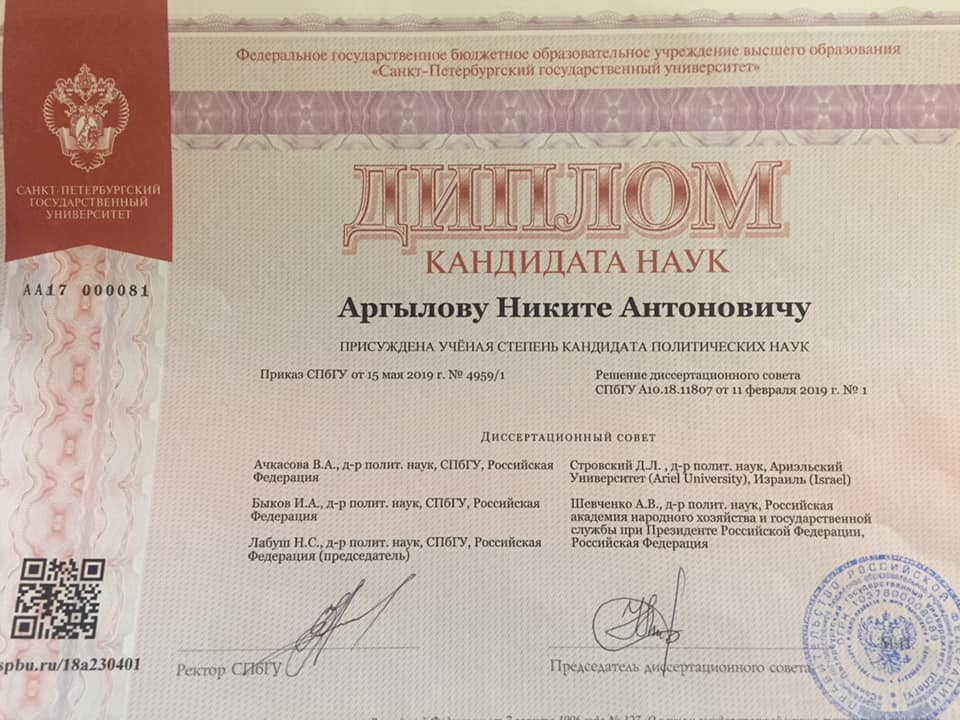 Федеральное государственное бюджетное образовательное учреждение высшего образования
«Санкт-Петербургский государственный университет»
САНКТ-ПЕТЕРБУРГСКИЙ
ГОСУДАРСТВЕННЫЙ
УНИВЕРСИТЕТ
ДИПЛОМ
КАНДИДАТА НАУК
АА17 000081
Аргылову Никите Антоновичу
ПРИСУЖДЕНА УЧЁНАЯ СТЕПЕНЬ КАНДИДАТА ПОЛИТИЧЕСКИХ НАУК
Приказ СПбГУ от 15 мая 2019 г. № 4959/1
Решение диссертационного совета
СПбГУ А10.18.11807 от 11 февраля 2019 г. № 1
ДИССЕРТАЦИОННЫЙ СОВЕТ
Ачкасова В.А., д-р полит. наук, СПбГУ, Российская
Федерация
Быков И.А., д-р полит. наук, СПбГУ, Российская
Федерация
Лабуш Н.С., д-р полит. наук, СПбГУ, Российская
Федерация (председатель)
Стровский Д.Л. , д-р полит. наук, Ариэльский
Университет (Ariel University), Израиль (Israel)
Шевченко А.В., д-р полит. наук, Российская
академия народного хозяйства и государственной
службы при Президенте Российской Федерации,
Российская Федерация
spbu.ru/18a230401
Ректор СПбГУ
Председатель диссертационного совета
М.П.